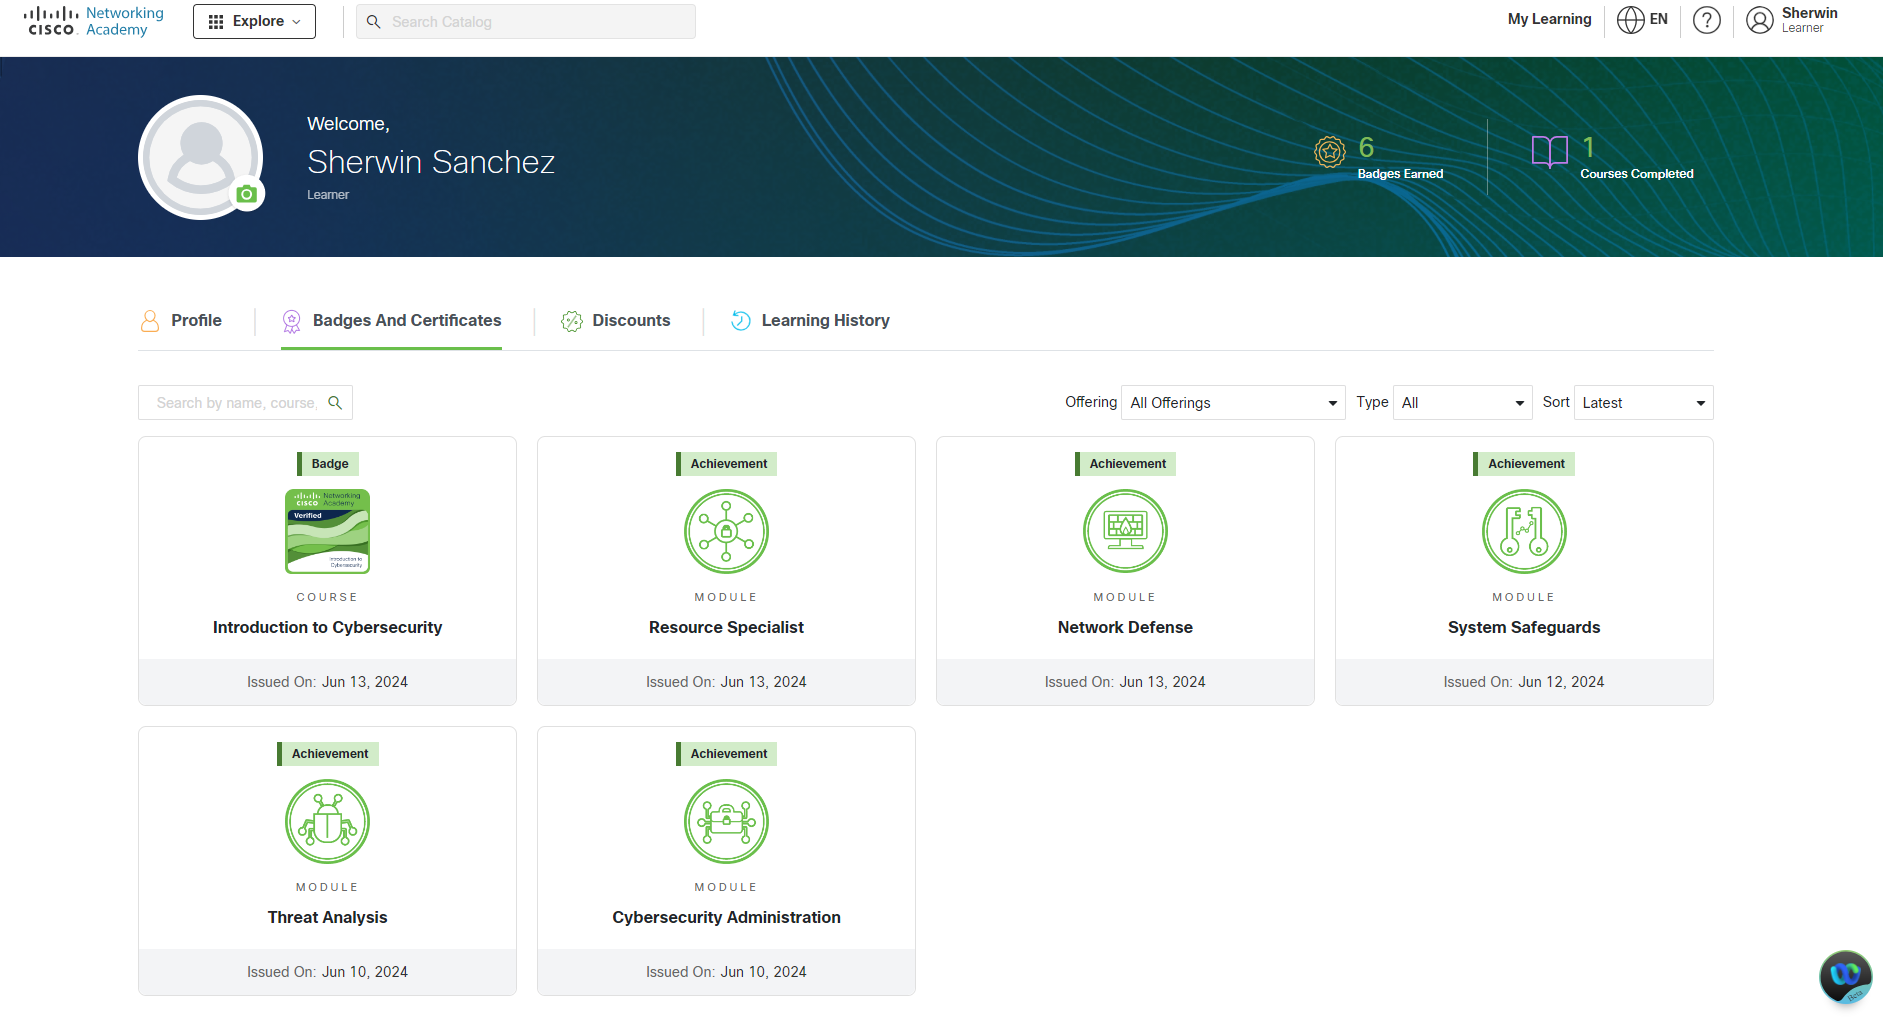 CISCO Networking Academy
Explore
Search Catalog
My Learning
EN
?
Sherwin
Learner
Welcome,
Sherwin Sanchez
Learner
6
Badges Earned
1
Courses Completed
Profile
Badges And Certificates
Discounts
Learning History
Search by name, course,
Offering All Offerings
Type All
Sort Latest
Badge
CISCO Networking Academy
Verified
Introduction to
Cybersecurity
COURSE
Introduction to Cybersecurity
Issued On: Jun 13, 2024
Achievement
MODULE
Resource Specialist
Issued On: Jun 13, 2024
Achievement
MODULE
Network Defense
Issued On: Jun 13, 2024
Achievement
MODULE
System Safeguards
Issued On: Jun 12, 2024
Achievement
MODULE
Threat Analysis
Issued On: Jun 10, 2024
Achievement
MODULE
Cybersecurity Administration
Issued On: Jun 10, 2024
Beta